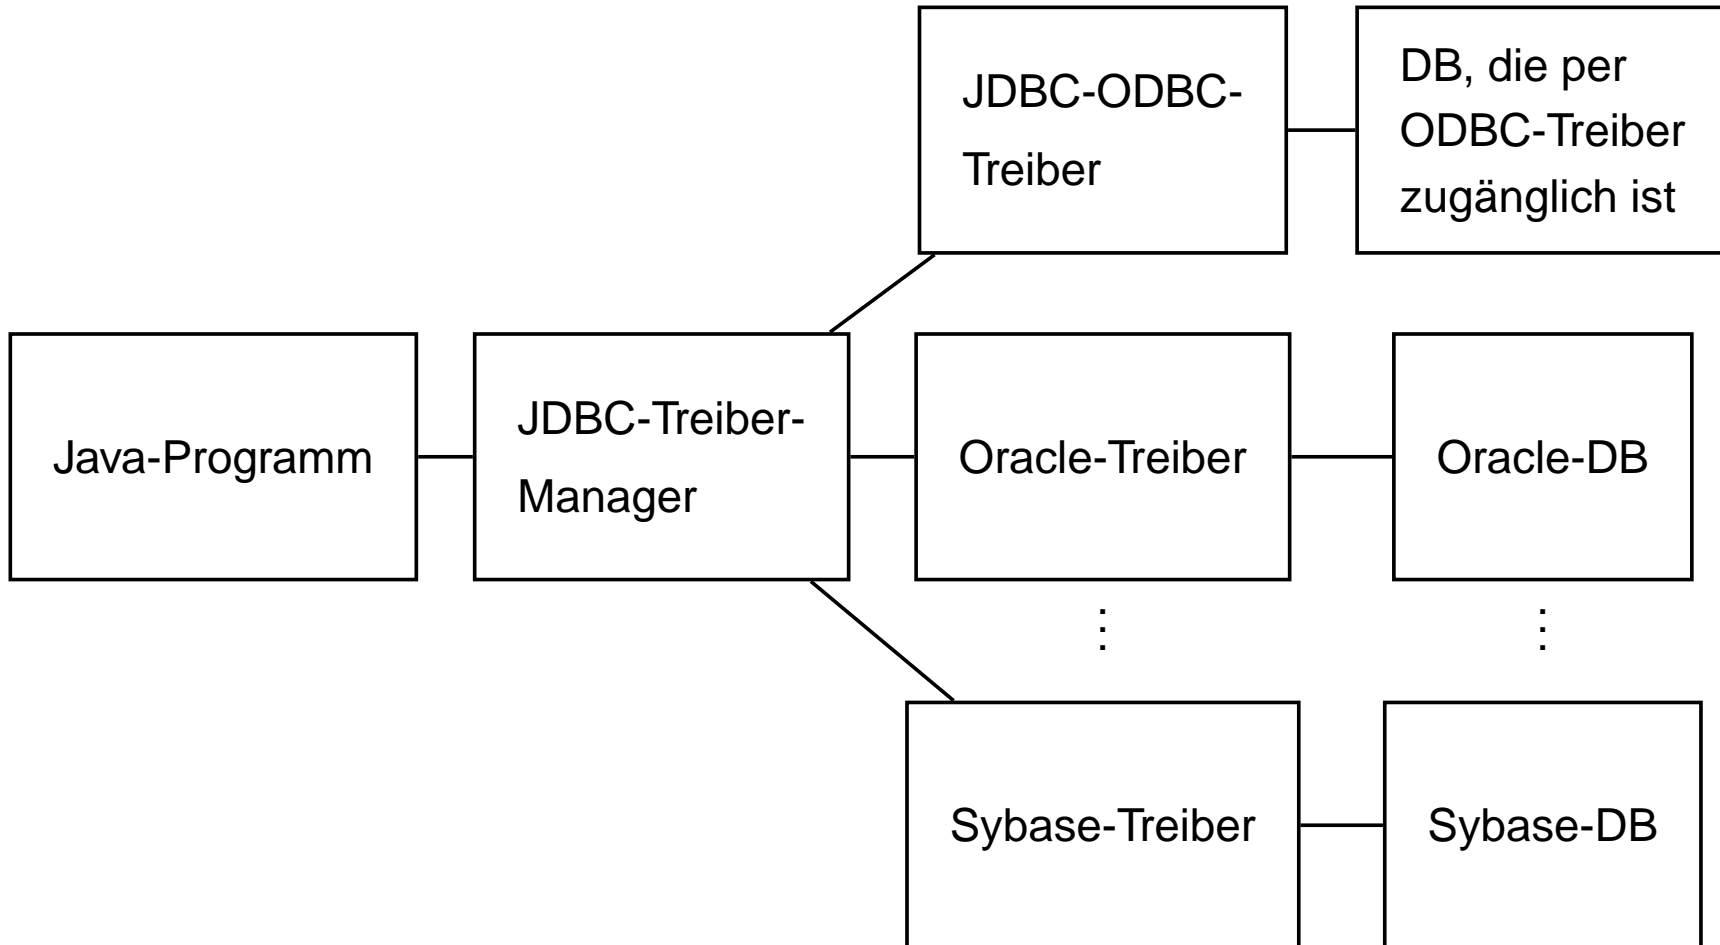 JDBC-ODBC-
Treiber
DB, die per
ODBC-Treiber
zugänglich ist
Java-Programm
JDBC-Treiber-
Manager
Oracle-Treiber
Oracle-DB
Sybase-Treiber
Sybase-DB